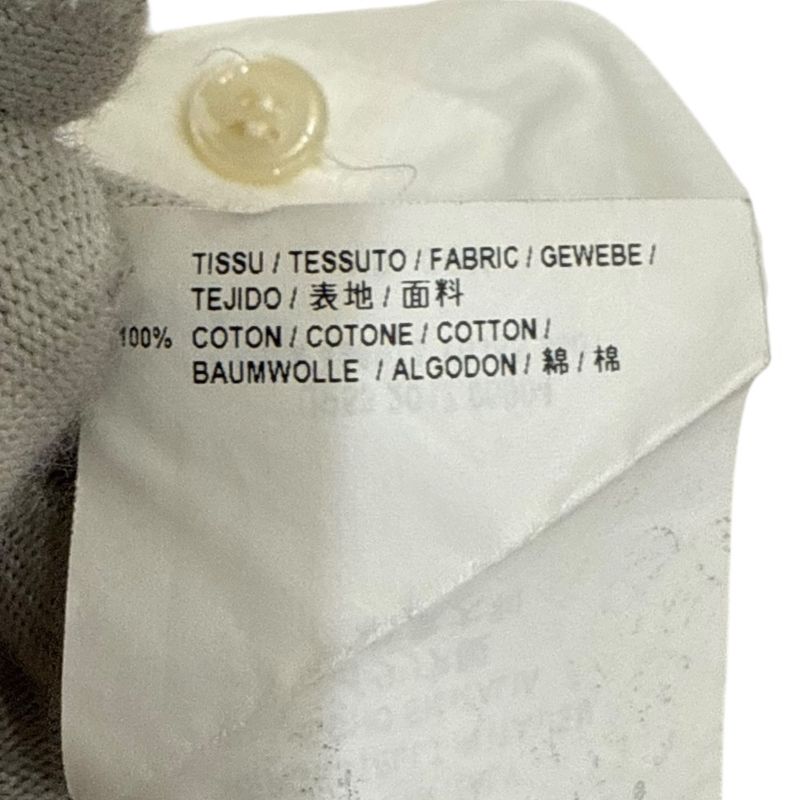 TISSU / TESSUTO / FABRIC / GEWEBE /
TEJIDO / 表地 / 面料
100% COTON / COTONE / COTTON /
BAUMWOLLE / ALGODON / 綿 / 棉